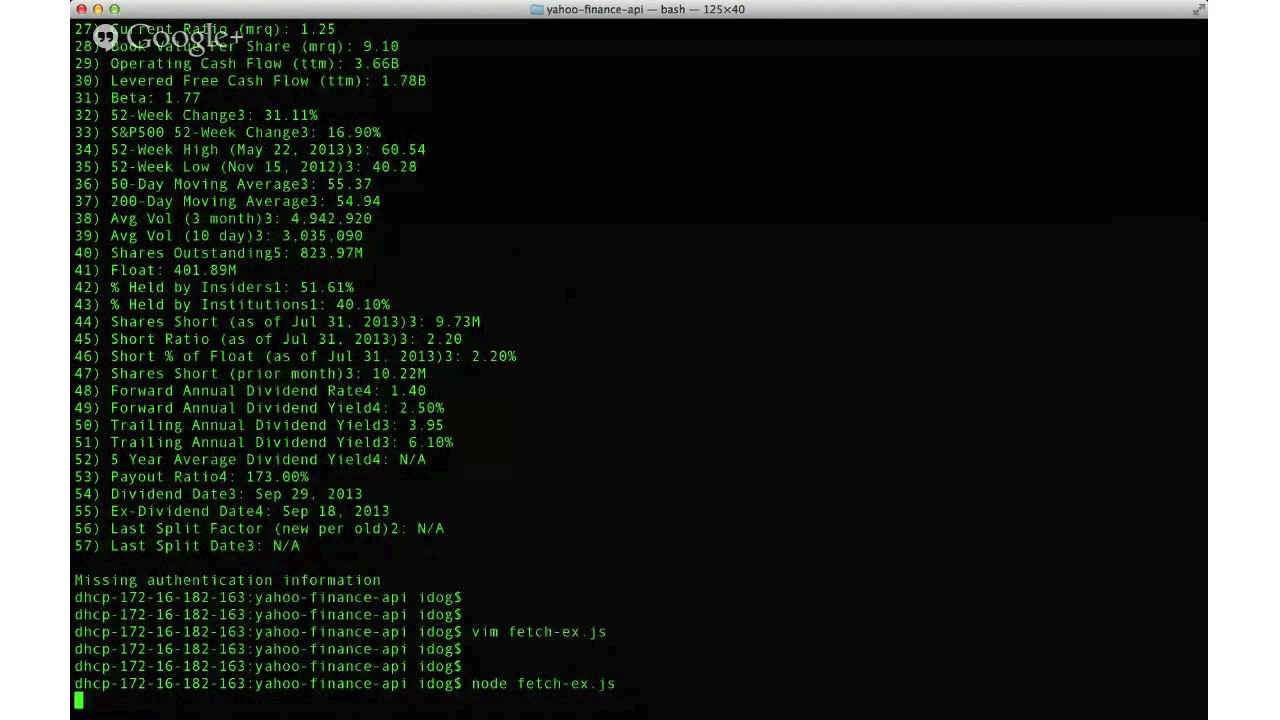 yahoo-finance-api — bash — 125×40
27) Current Ratio (mrq): 1.25
Google+
28) Book Value Per Share (mrq): 9.10
29) Operating Cash Flow (ttm): 3.66B
30) Levered Free Cash Flow (ttm): 1.78B
31) Beta: 1.77
32) 52-Week Change3: 31.11%
33) S&P500 52-Week Change3: 16.90%
34) 52-Week High (May 22, 2013)3: 60.54
35) 52-Week Low (Nov 15, 2012)3: 40.28
36) 50-Day Moving Average3: 55.37
37) 200-Day Moving Average3: 54.94
38) Avg Vol (3 month)3: 4,942,920
39) Avg Vol (10 day)3: 3,035,090
40) Shares Outstanding5: 823.97M
41) Float: 401.89M
42) % Held by Insiders1: 51.61%
43) % Held by Institutions1: 40.10%
44) Shares Short (as of Jul 31, 2013)3: 9.73M
45) Short Ratio (as of Jul 31, 2013)3: 2.20
46) Short % of Float (as of Jul 31, 2013)3: 2.20%
47) Shares Short (prior month)3: 10.22M
48) Forward Annual Dividend Rate4: 1.40
49) Forward Annual Dividend Yield4: 2.50%
50) Trailing Annual Dividend Yield3: 3.95
51) Trailing Annual Dividend Yield3: 6.10%
52) 5 Year Average Dividend Yield4: N/A
53) Payout Ratio4: 173.00%
54) Dividend Date3: Sep 29, 2013
55) Ex-Dividend Date4: Sep 18, 2013
56) Last Split Factor (new per old)2: N/A
57) Last Split Date3: N/A
Missing authentication information
dhcp-172-16-182-163:yahoo-finance-api idog$
dhcp-172-16-182-163:yahoo-finance-api idog$
dhcp-172-16-182-163:yahoo-finance-api idog$ vim fetch-ex.js
dhcp-172-16-182-163:yahoo-finance-api idog$
dhcp-172-16-182-163:yahoo-finance-api idog$
dhcp-172-16-182-163:yahoo-finance-api idog$ node fetch-ex.js